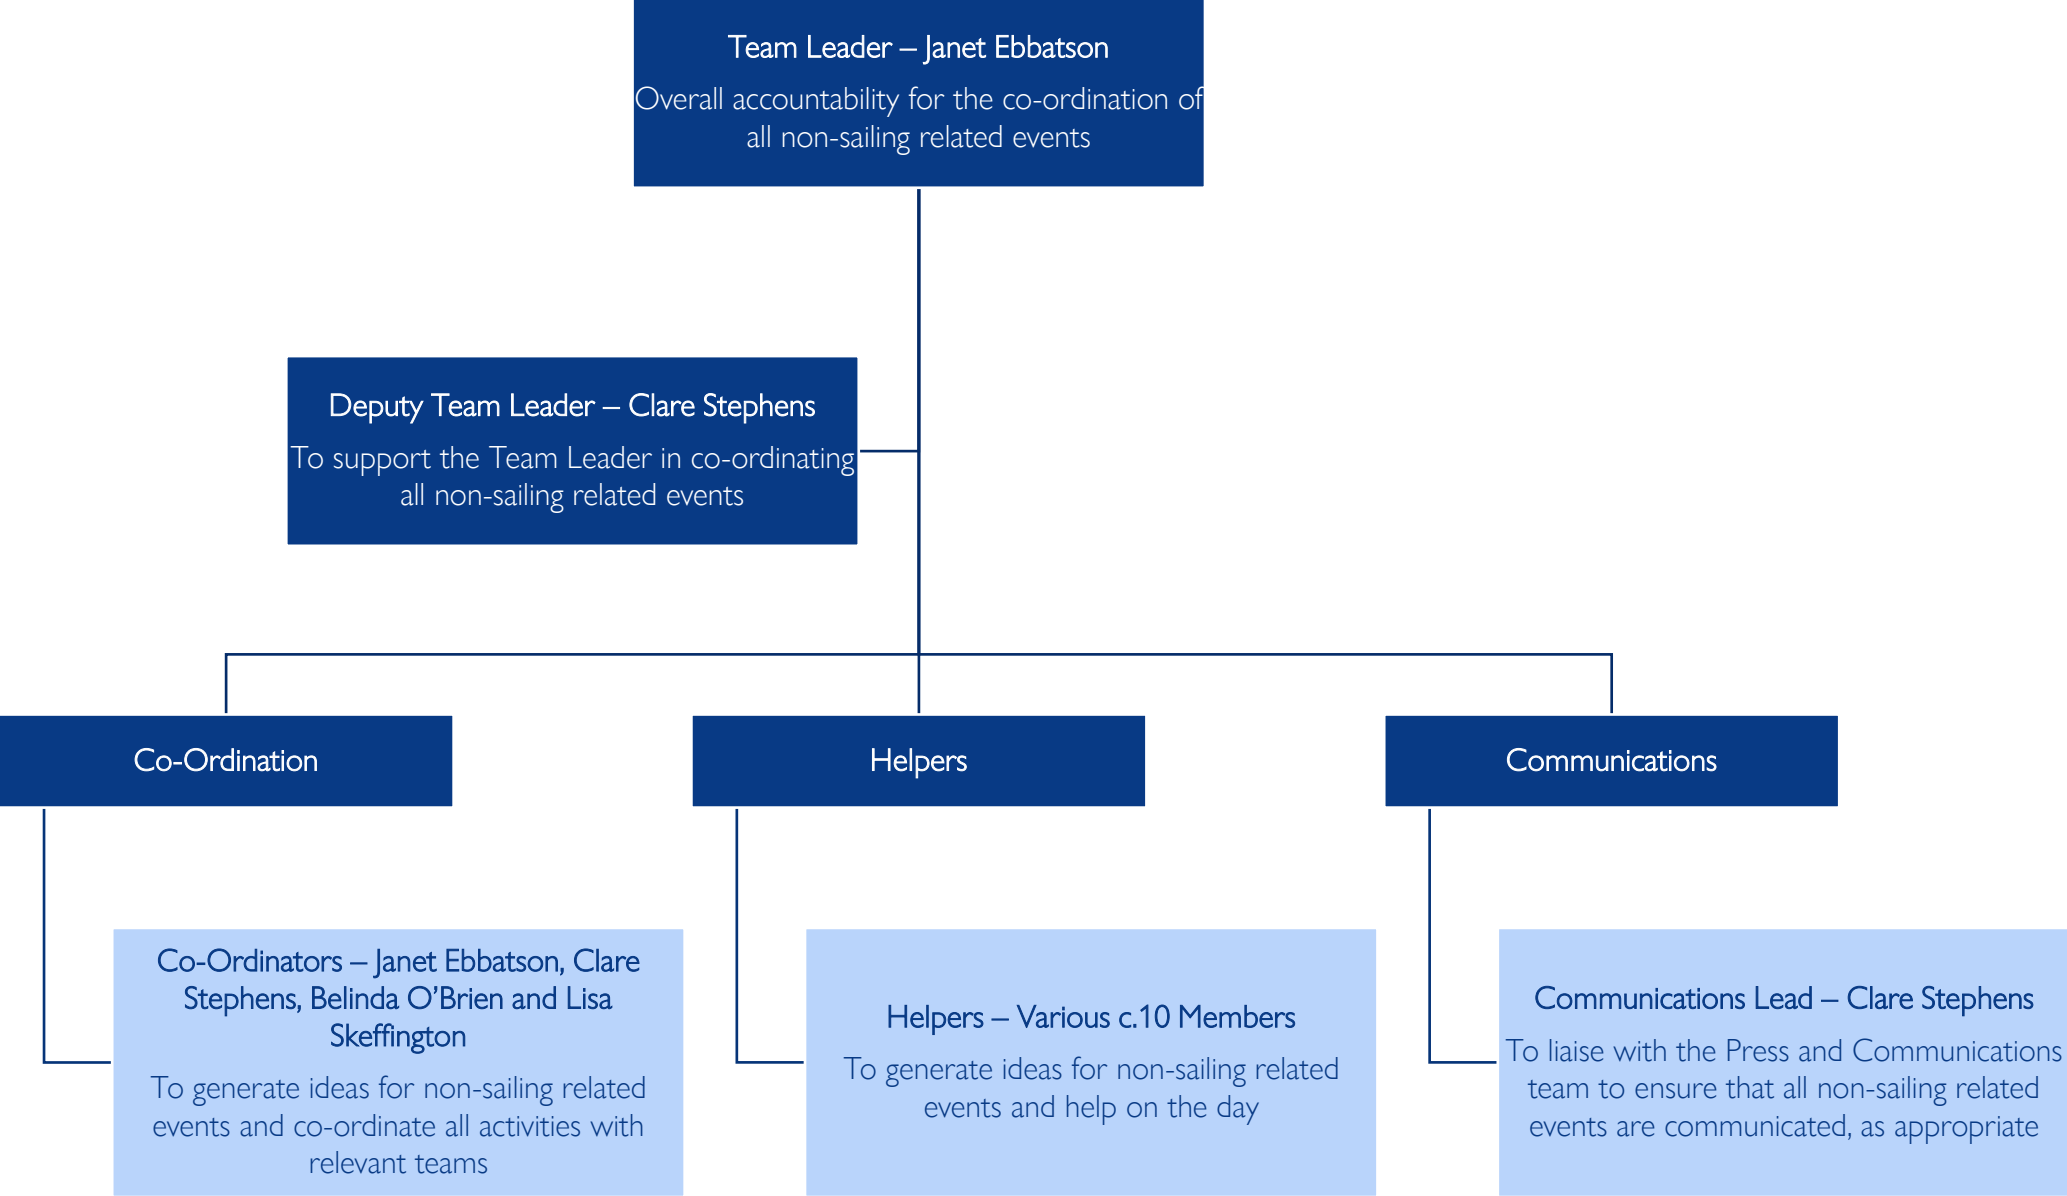 Team Leader – Janet Ebbatson
Overall accountability for the co-ordination of
all non-sailing related events
Deputy Team Leader – Clare Stephens
To support the Team Leader in co-ordinating
all non-sailing related events
Co-Ordination
Helpers
Communications
Co-Ordinators – Janet Ebbatson, Clare
Stephens, Belinda O’Brien and Lisa
Skeffington
To generate ideas for non-sailing related
events and co-ordinate all activities with
relevant teams
Helpers – Various c.10 Members
To generate ideas for non-sailing related
events and help on the day
Communications Lead – Clare Stephens
To liaise with the Press and Communications
team to ensure that all non-sailing related
events are communicated, as appropriate